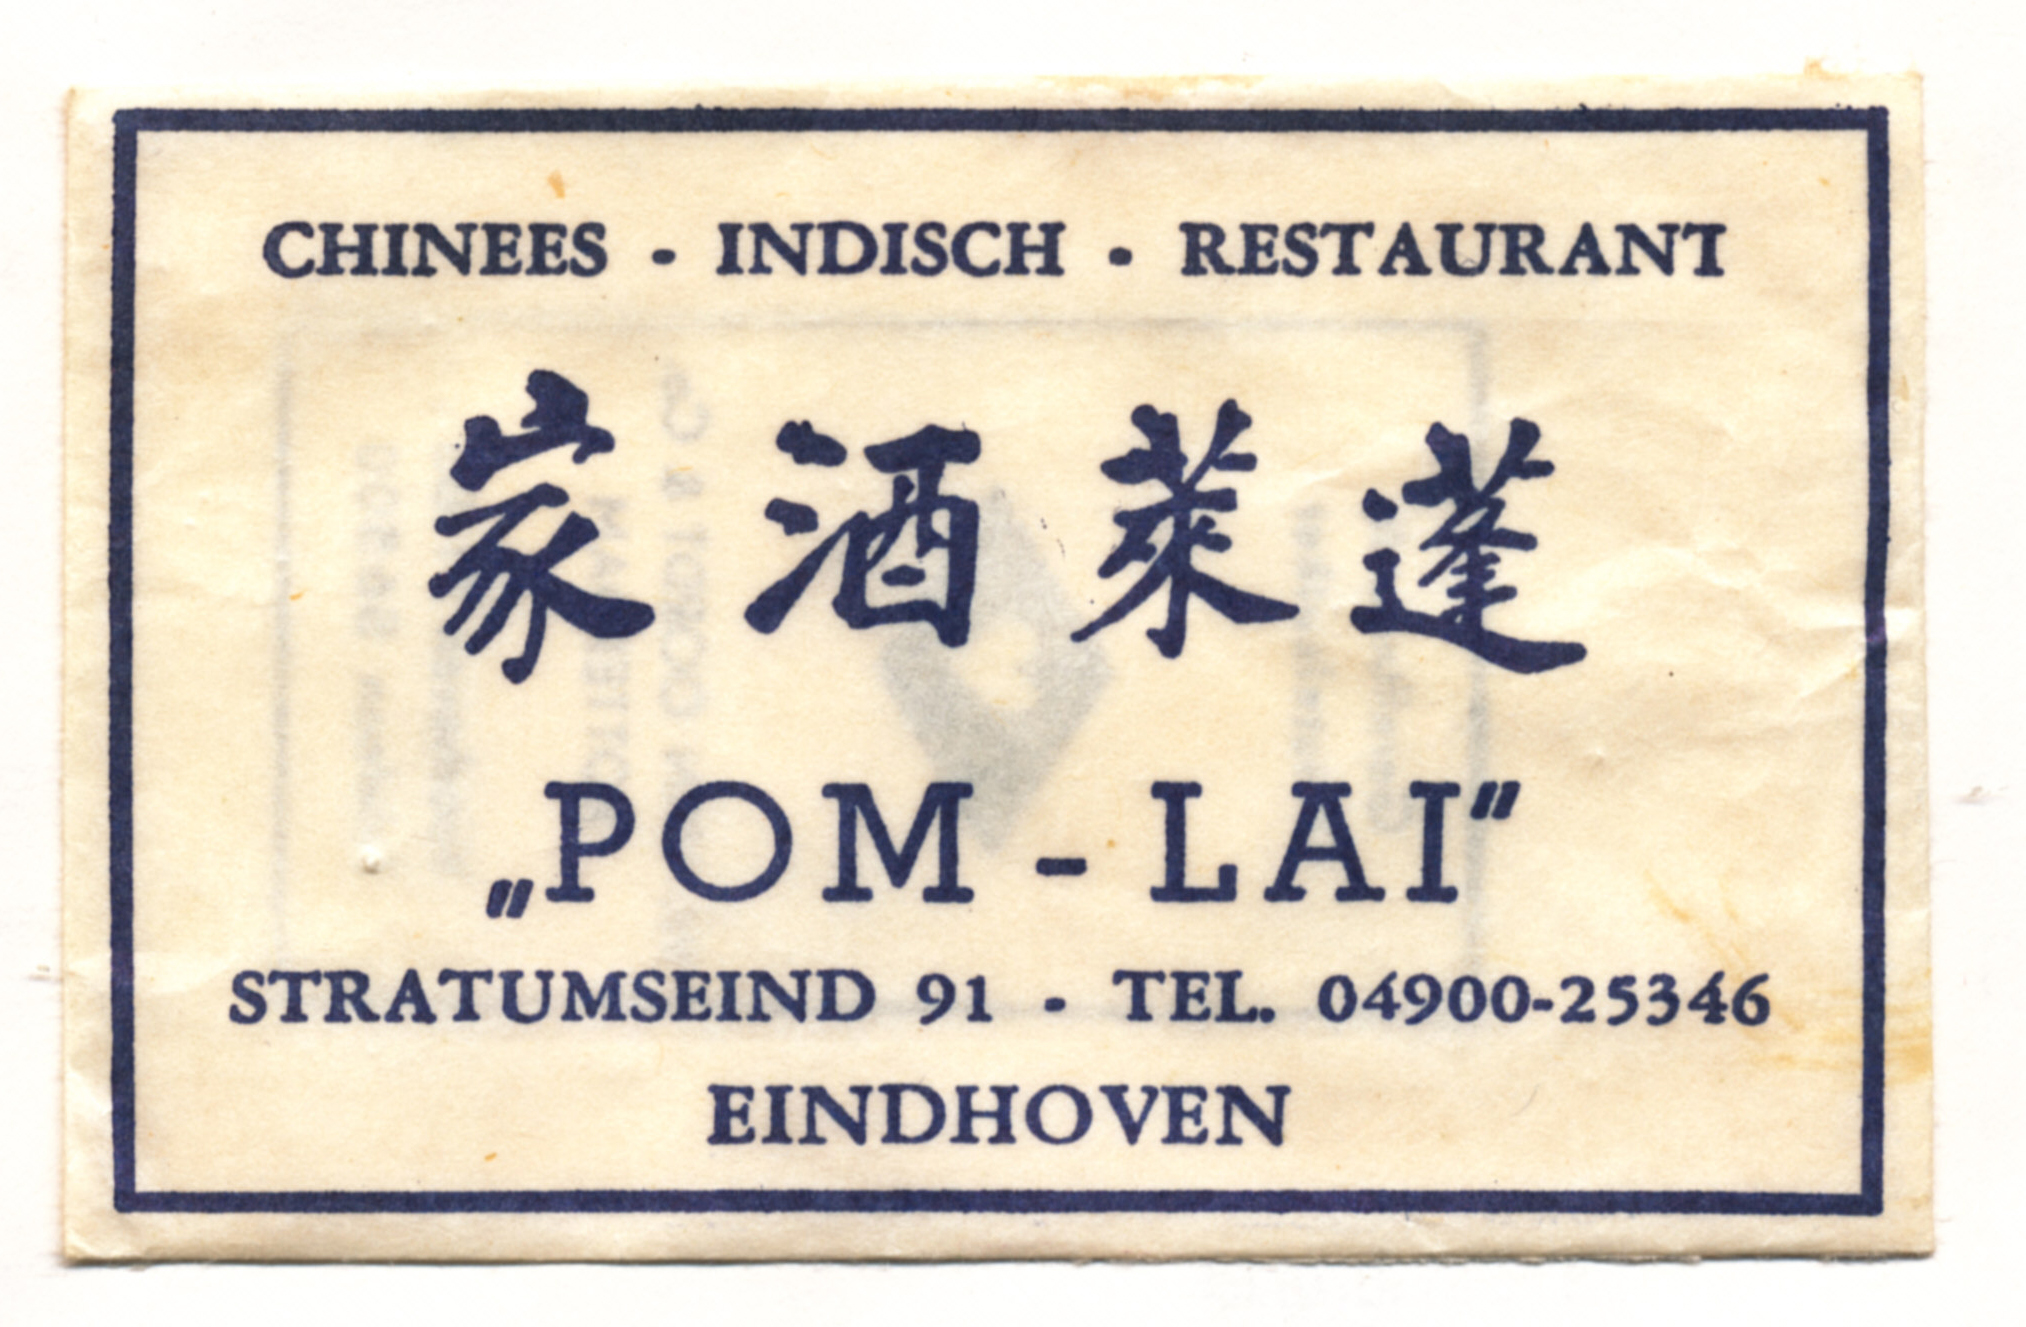 CHINEES - INDISCH - RESTAURANT
蓬萊酒家
„POM - LAI”
STRATUMSEIND 91 - TEL. 04900-25346
EINDHOVEN